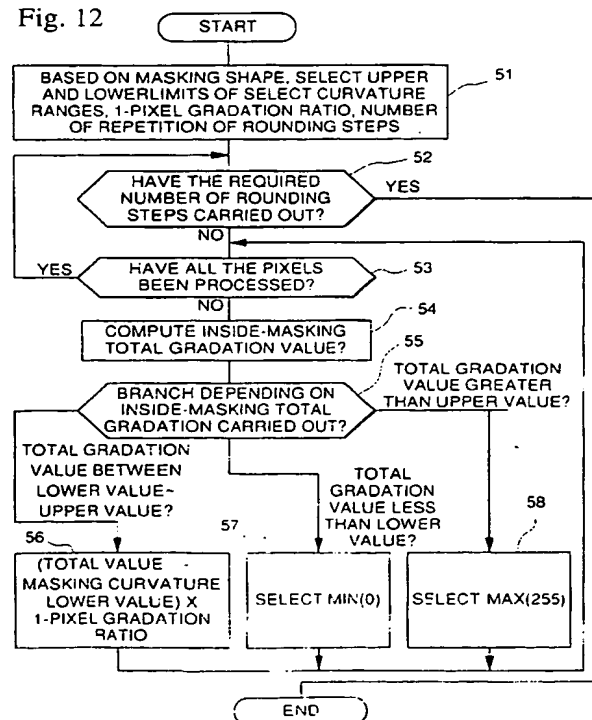 Fig. 12
START
BASED ON MASKING SHAPE, SELECT UPPER
AND LOWERLIMITS OF SELECT CURVATURE
RANGES, 1-PIXEL GRADATION RATIO, NUMBER
OF REPETITION OF ROUNDING STEPS
51
52
HAVE THE REQUIRED
NUMBER OF ROUNDING
STEPS CARRIED OUT?
YES
NO
YES
HAVE ALL THE PIXELS
BEEN PROCESSED?
53
NO
54
COMPUTE INSIDE-MASKING
TOTAL GRADATION VALUE?
55
BRANCH DEPENDING ON
INSIDE-MASKING TOTAL
GRADATION CARRIED OUT?
TOTAL GRADATION
VALUE GREATER
THAN UPPER VALUE?
TOTAL GRADATION
VALUE BETWEEN
LOWER VALUE~
UPPER VALUE?
TOTAL
GRADATION
VALUE LESS
THAN LOWER
VALUE?
56
(TOTAL VALUE
MASKING CURVATURE
LOWER VALUE) X
1-PIXEL GRADATION
RATIO
57
SELECT MIN(0)
58
SELECT MAX(255)
END